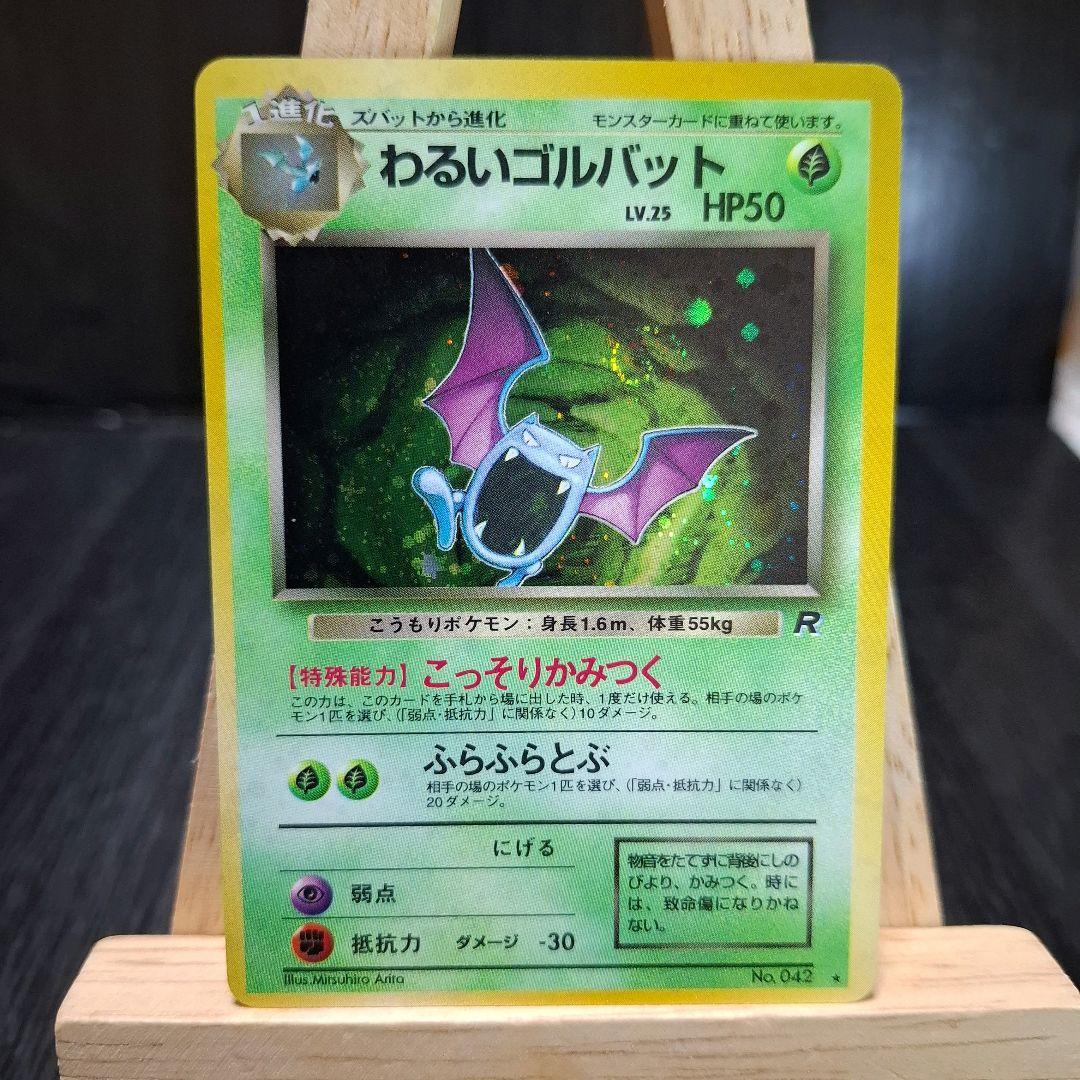 1進化
ズバットから進化
モンスターカードに重ねて使います。
わるいゴルバット
LV.25 HP50
こうもりポケモン：身長1.6m、体重55kg
R
【特殊能力】こっそりかみつく
この力は、このカードを手札から場に出した時、1度だけ使える。相手の場のポケ
モン1匹を選び、(「弱点・抵抗力」に関係なく)10ダメージ。
ふらふらとぶ
相手の場のポケモン1匹を選び、(「弱点・抵抗力」に関係なく)
20ダメージ。
にげる
弱点
抵抗力 ダメージ -30
物音をたてずに背後にしの
びより、かみつく。時に
は、致命傷になりかね
ない。
Illus.Mitsuhiro Arita
No. 042 ★